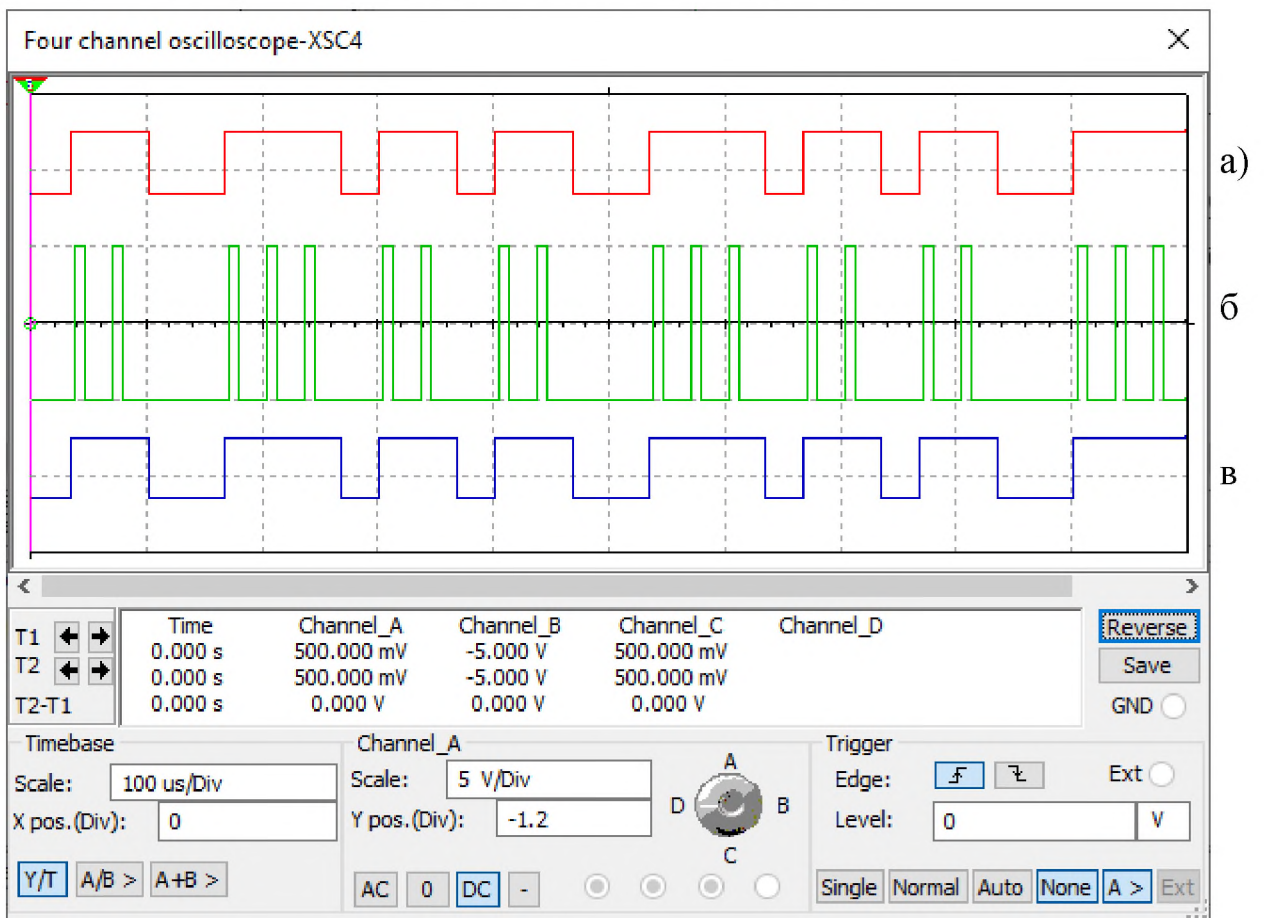 Four channel oscilloscope-XSC4
а)
б
в
Time Channel_A Channel_B Channel_C Channel_D
T1 0.000 s 500.000 mV -5.000 V 500.000 mV
T2 0.000 s 500.000 mV -5.000 V 500.000 mV
T2-T1 0.000 s 0.000 V 0.000 V 0.000 V
Reverse
Save
GND
Timebase
Scale: 100 us/Div
X pos.(Div): 0
Y/T A/B > A+B >
Channel_A
Scale: 5 V/Div
Y pos.(Div): -1.2
AC 0 DC -
A
D B
C
Trigger
Edge: Ext
Level: 0 V
Single Normal Auto None A > Ext